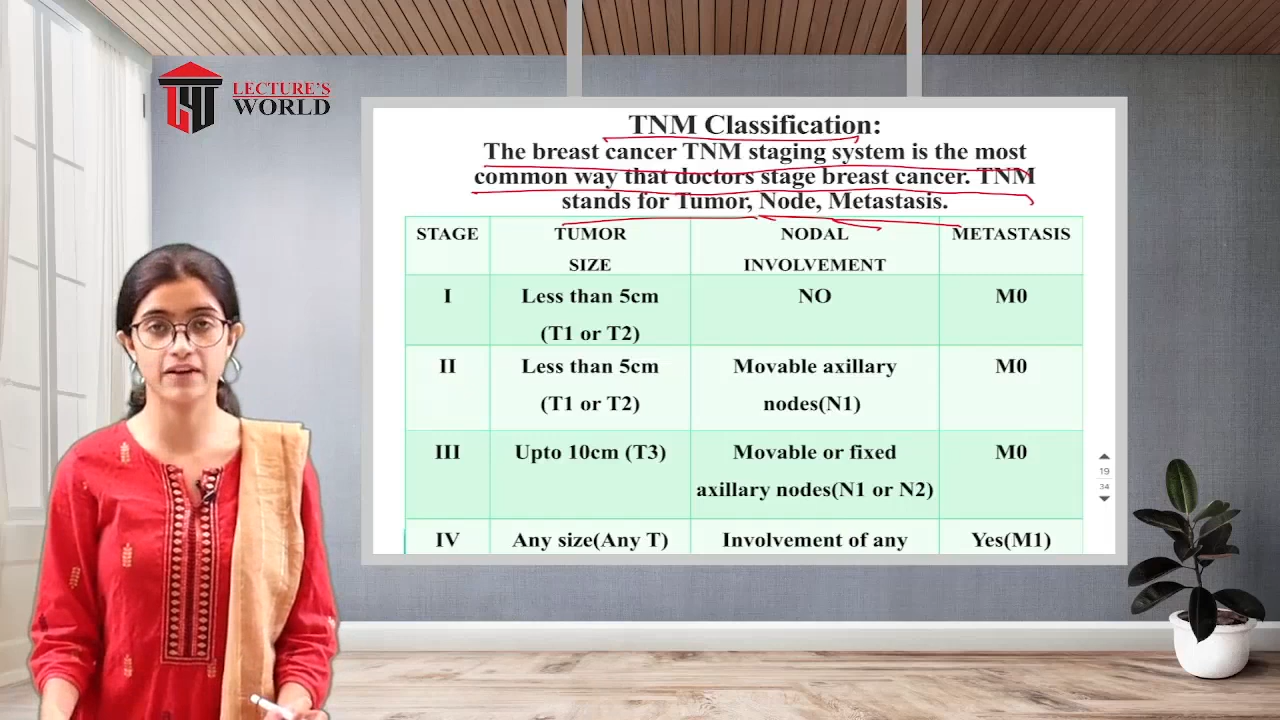 LECTURE'S
WORLD
TNM Classification:
The breast cancer TNM staging system is the most
common way that doctors stage breast cancer. TNM
stands for Tumor, Node, Metastasis.
STAGE TUMOR SIZE NODAL INVOLVEMENT METASTASIS
I Less than 5cm (T1 or T2) NO M0
II Less than 5cm (T1 or T2) Movable axillary nodes(N1) M0
III Upto 10cm (T3) Movable or fixed axillary nodes(N1 or N2) M0
IV Any size(Any T) Involvement of any Yes(M1)
19
34